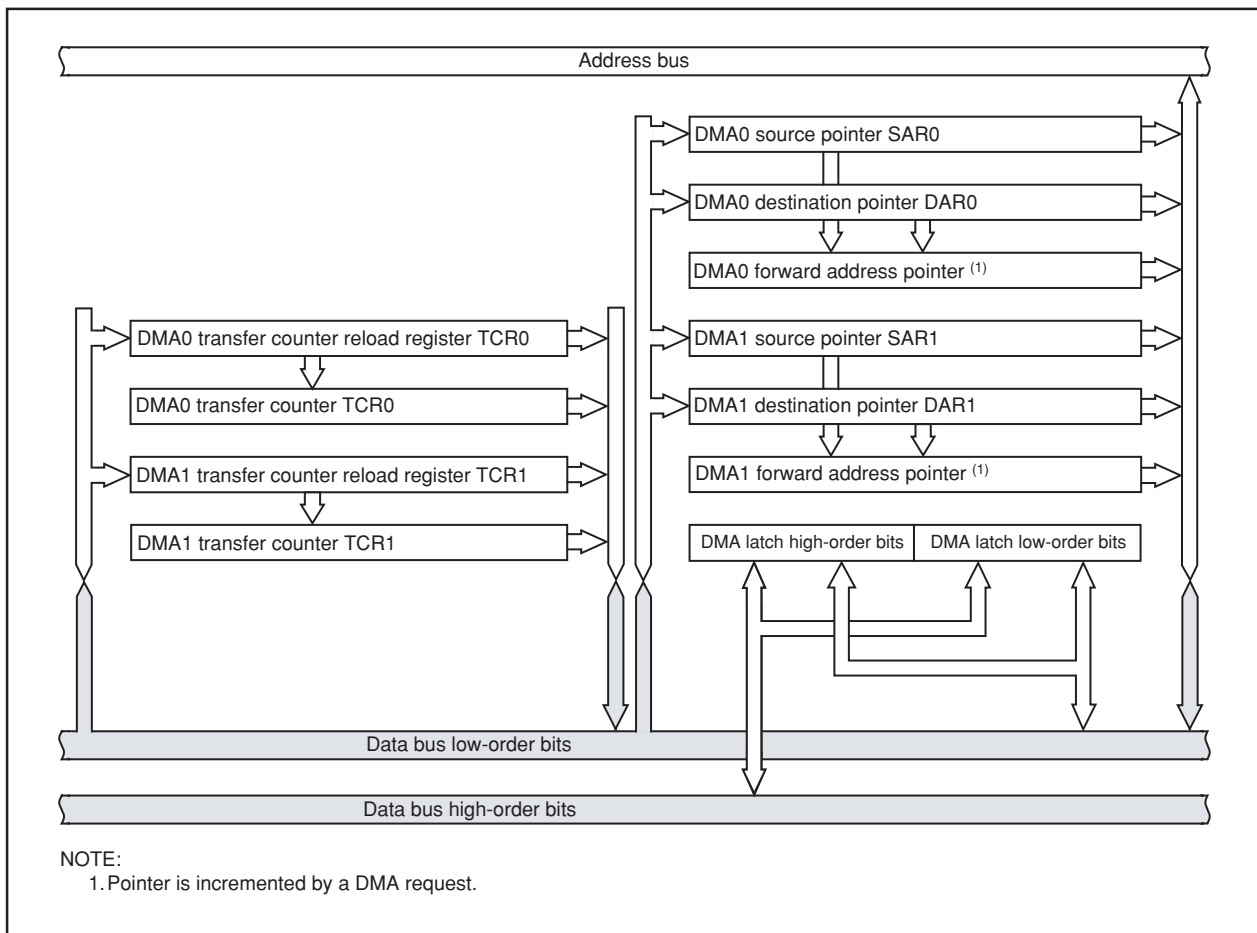 Address bus
DMA0 source pointer SAR0
DMA0 destination pointer DAR0
DMA0 forward address pointer (1)
DMA0 transfer counter reload register TCR0
DMA1 source pointer SAR1
DMA0 transfer counter TCR0
DMA1 destination pointer DAR1
DMA1 transfer counter reload register TCR1
DMA1 forward address pointer (1)
DMA1 transfer counter TCR1
DMA latch high-order bits
DMA latch low-order bits
Data bus low-order bits
Data bus high-order bits
NOTE:
1. Pointer is incremented by a DMA request.